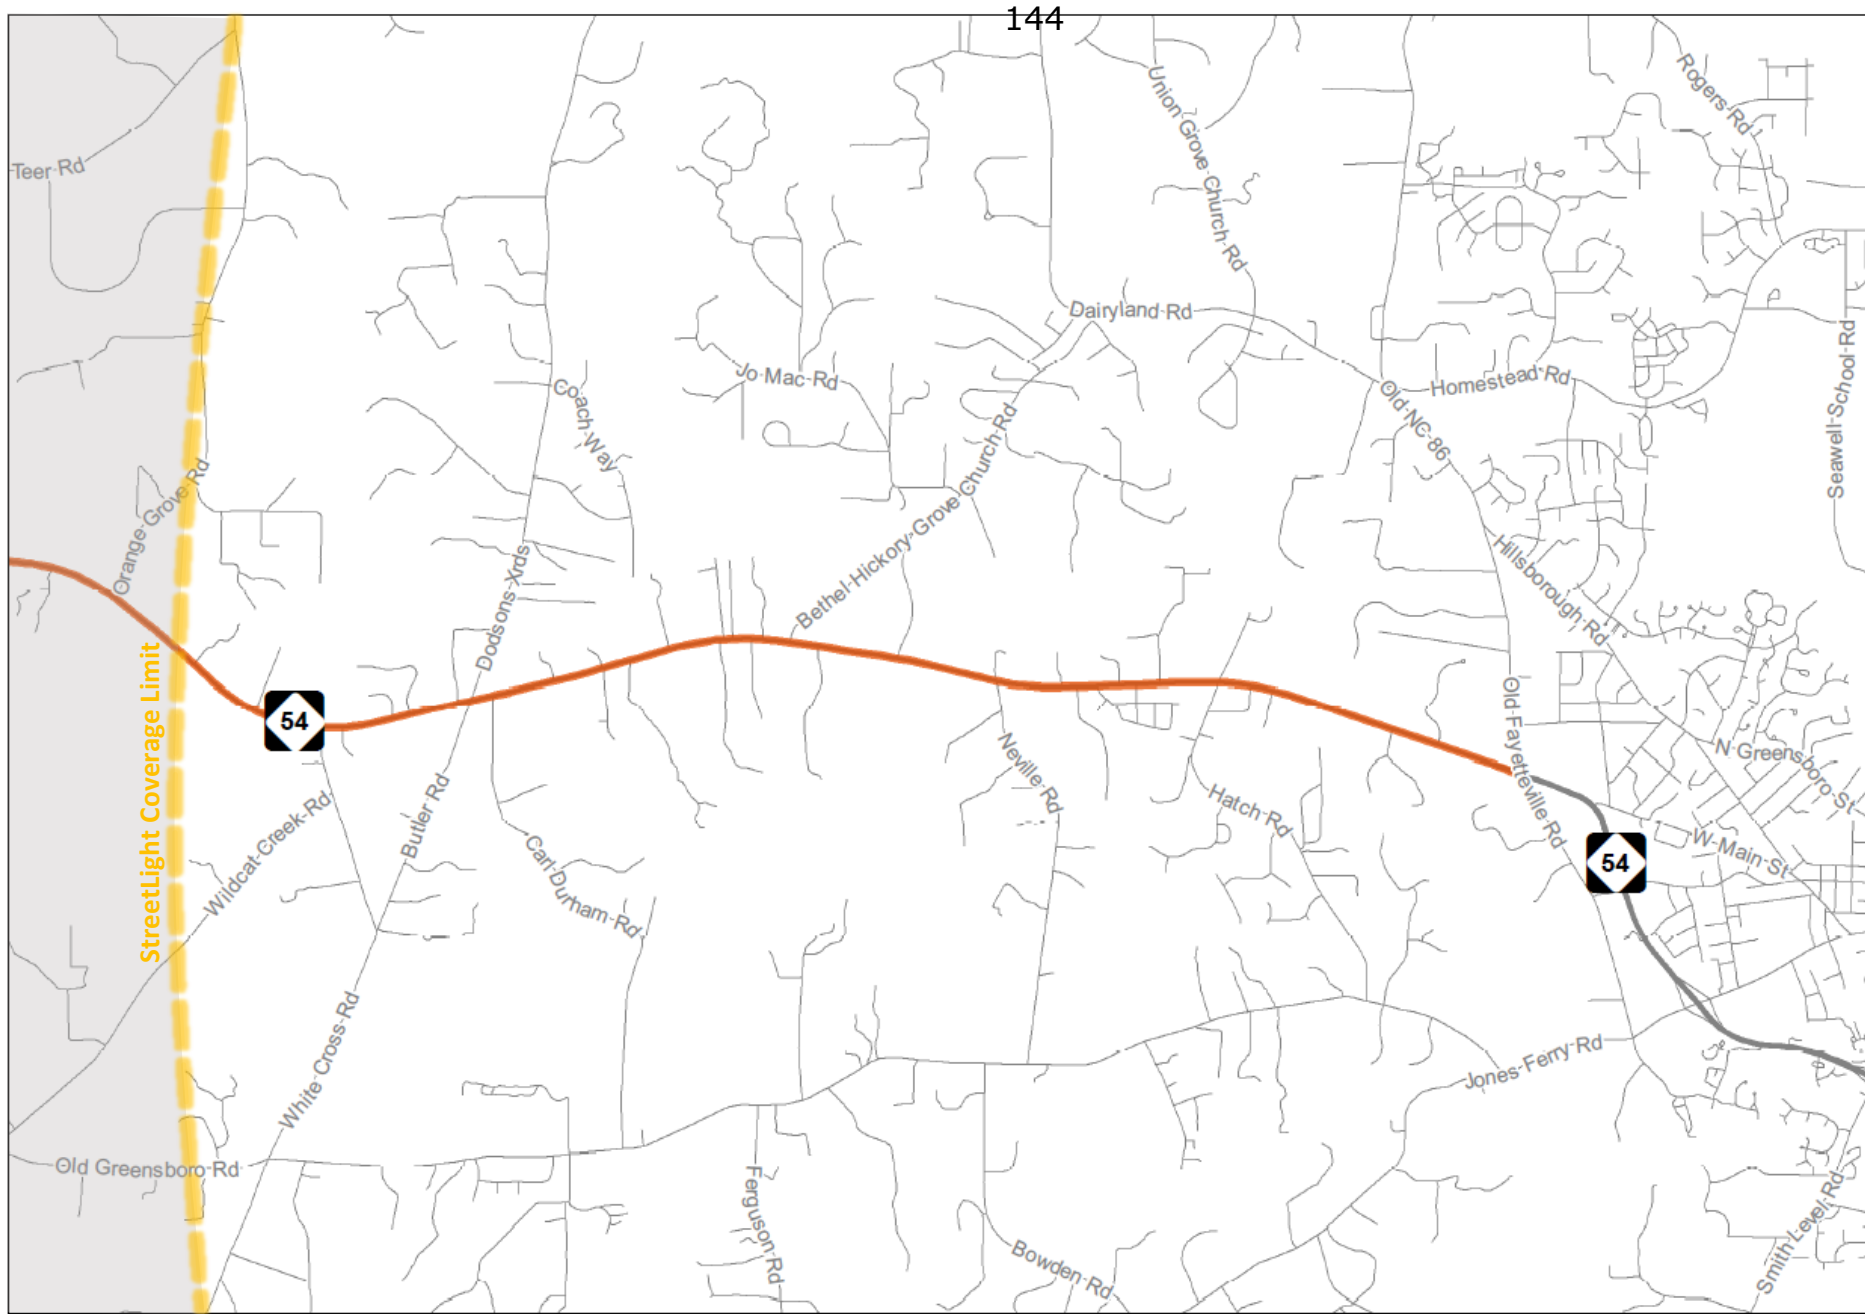 144
Teer Rd
Union Grove Church Rd
Rogers Rd
Dairyland Rd
Jo Mac Rd
Coach Way
Homestead Rd
Old NC 86
Seawell School Rd
Orange Grove Rd
Bethel Hickory Grove Church Rd
Dodsons Xrds
Hillsborough Rd
StreetLight Coverage Limit
54
Old Fayetteville Rd
N Greensboro St
Neville Rd
Hatch Rd
Butler Rd
Wildcat Creek Rd
Carl Durham Rd
W Main St
54
White Cross Rd
Jones Ferry Rd
Old Greensboro Rd
Ferguson Rd
Bowden Rd
Smith Level Rd